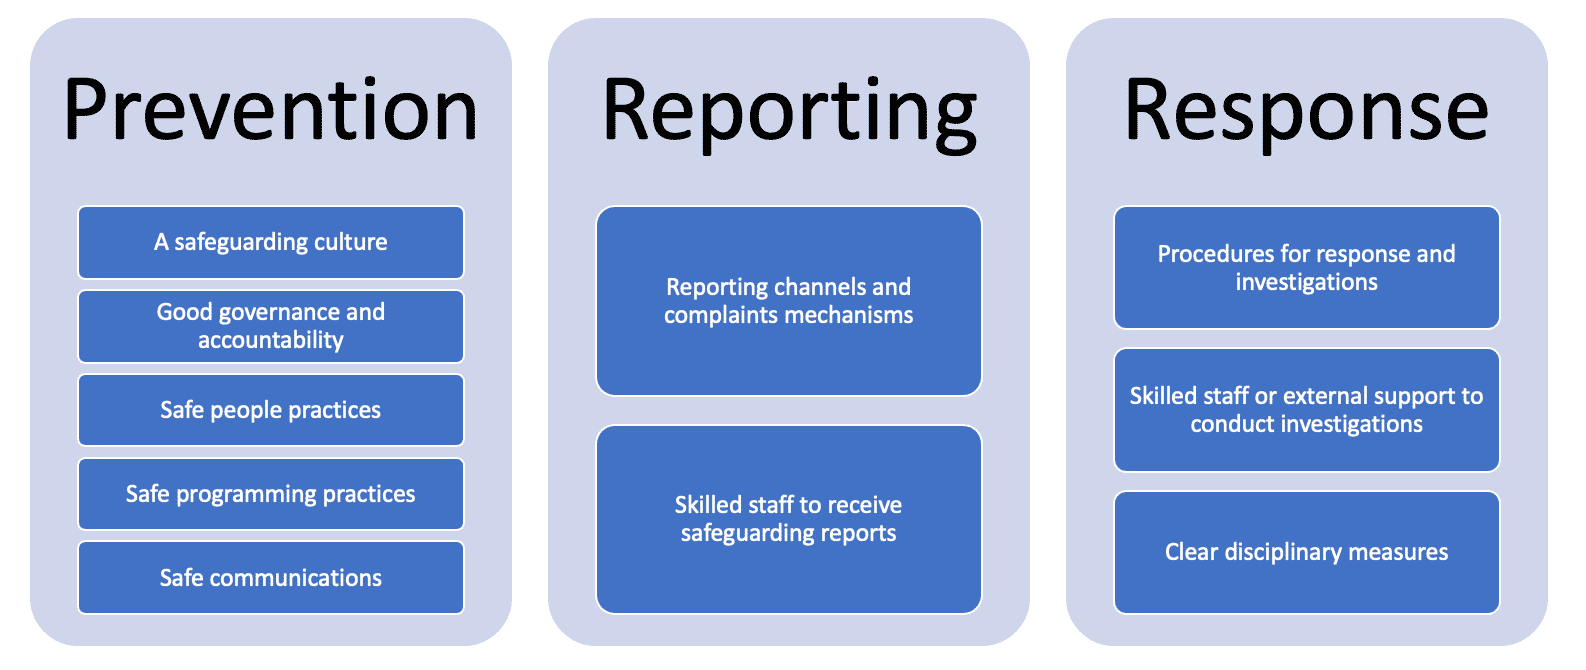 Prevention
A safeguarding culture
Good governance and
accountability
Safe people practices
Safe programming practices
Safe communications
Reporting
Reporting channels and
complaints mechanisms
Skilled staff to receive
safeguarding reports
Response
Procedures for response and
investigations
Skilled staff or external support to
conduct investigations
Clear disciplinary measures